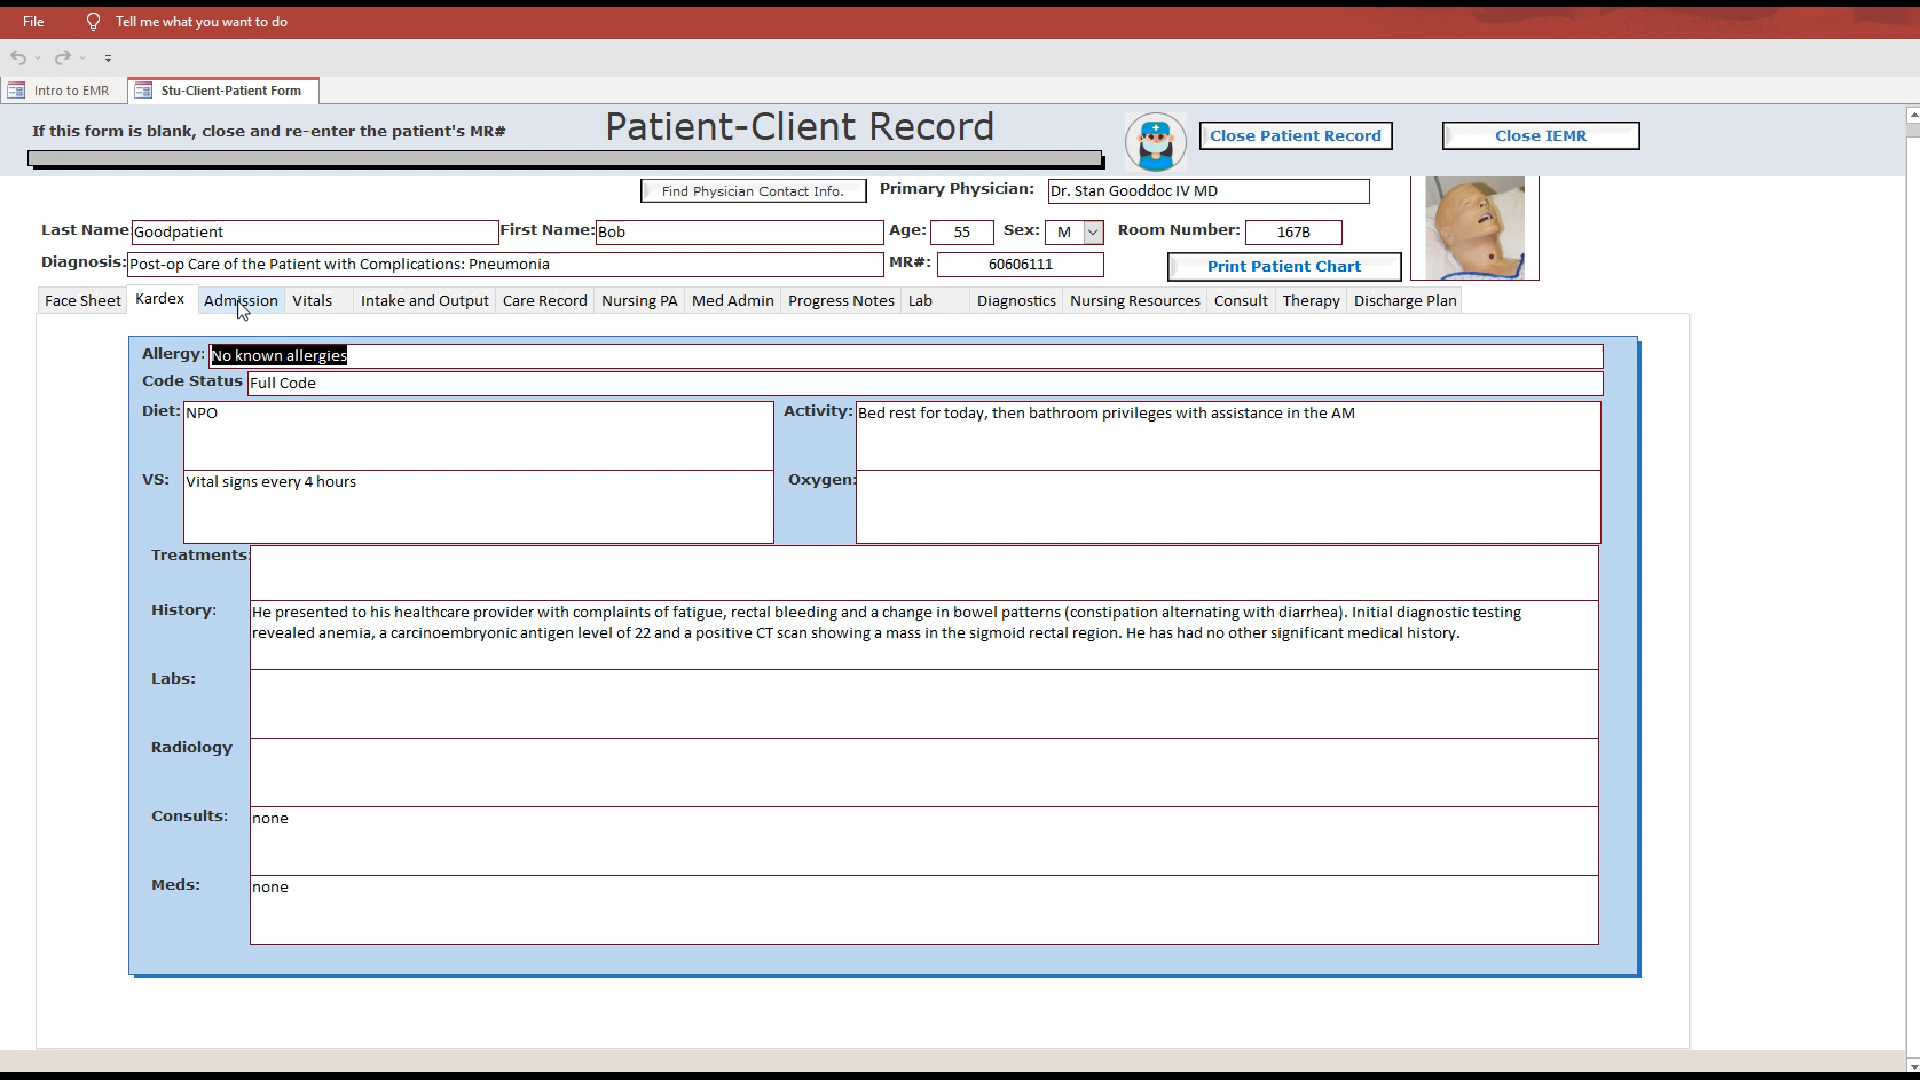 File
Tell me what you want to do
Intro to EMR
Stu-Client-Patient Form
If this form is blank, close and re-enter the patient's MR#
Patient-Client Record
Close Patient Record
Close IEMR
Find Physician Contact Info.
Primary Physician:
Dr. Stan Gooddoc IV MD
Last Name
Goodpatient
First Name:
Bob
Age:
55
Sex:
M
Room Number:
167B
Diagnosis:
Post-op Care of the Patient with Complications: Pneumonia
MR#:
60606111
Print Patient Chart
Face Sheet
Kardex
Admission
Vitals
Intake and Output
Care Record
Nursing PA
Med Admin
Progress Notes
Lab
Diagnostics
Nursing Resources
Consult
Therapy
Discharge Plan
Allergy:
No known allergies
Code Status
Full Code
Diet:
NPO
Activity:
Bed rest for today, then bathroom privileges with assistance in the AM
VS:
Vital signs every 4 hours
Oxygen:
Treatments:
History:
He presented to his healthcare provider with complaints of fatigue, rectal bleeding and a change in bowel patterns (constipation alternating with diarrhea). Initial diagnostic testing
revealed anemia, a carcinoembryonic antigen level of 22 and a positive CT scan showing a mass in the sigmoid rectal region. He has had no other significant medical history.
Labs:
Radiology
Consults:
none
Meds:
none